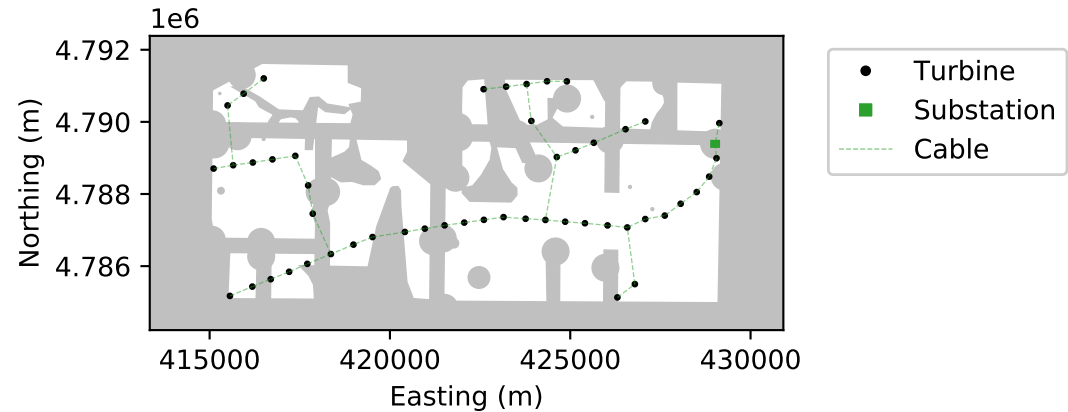 1e6
4.792
4.790
4.788
4.786
Northing (m)
415000 420000 425000 430000
Easting (m)
Turbine
Substation
Cable